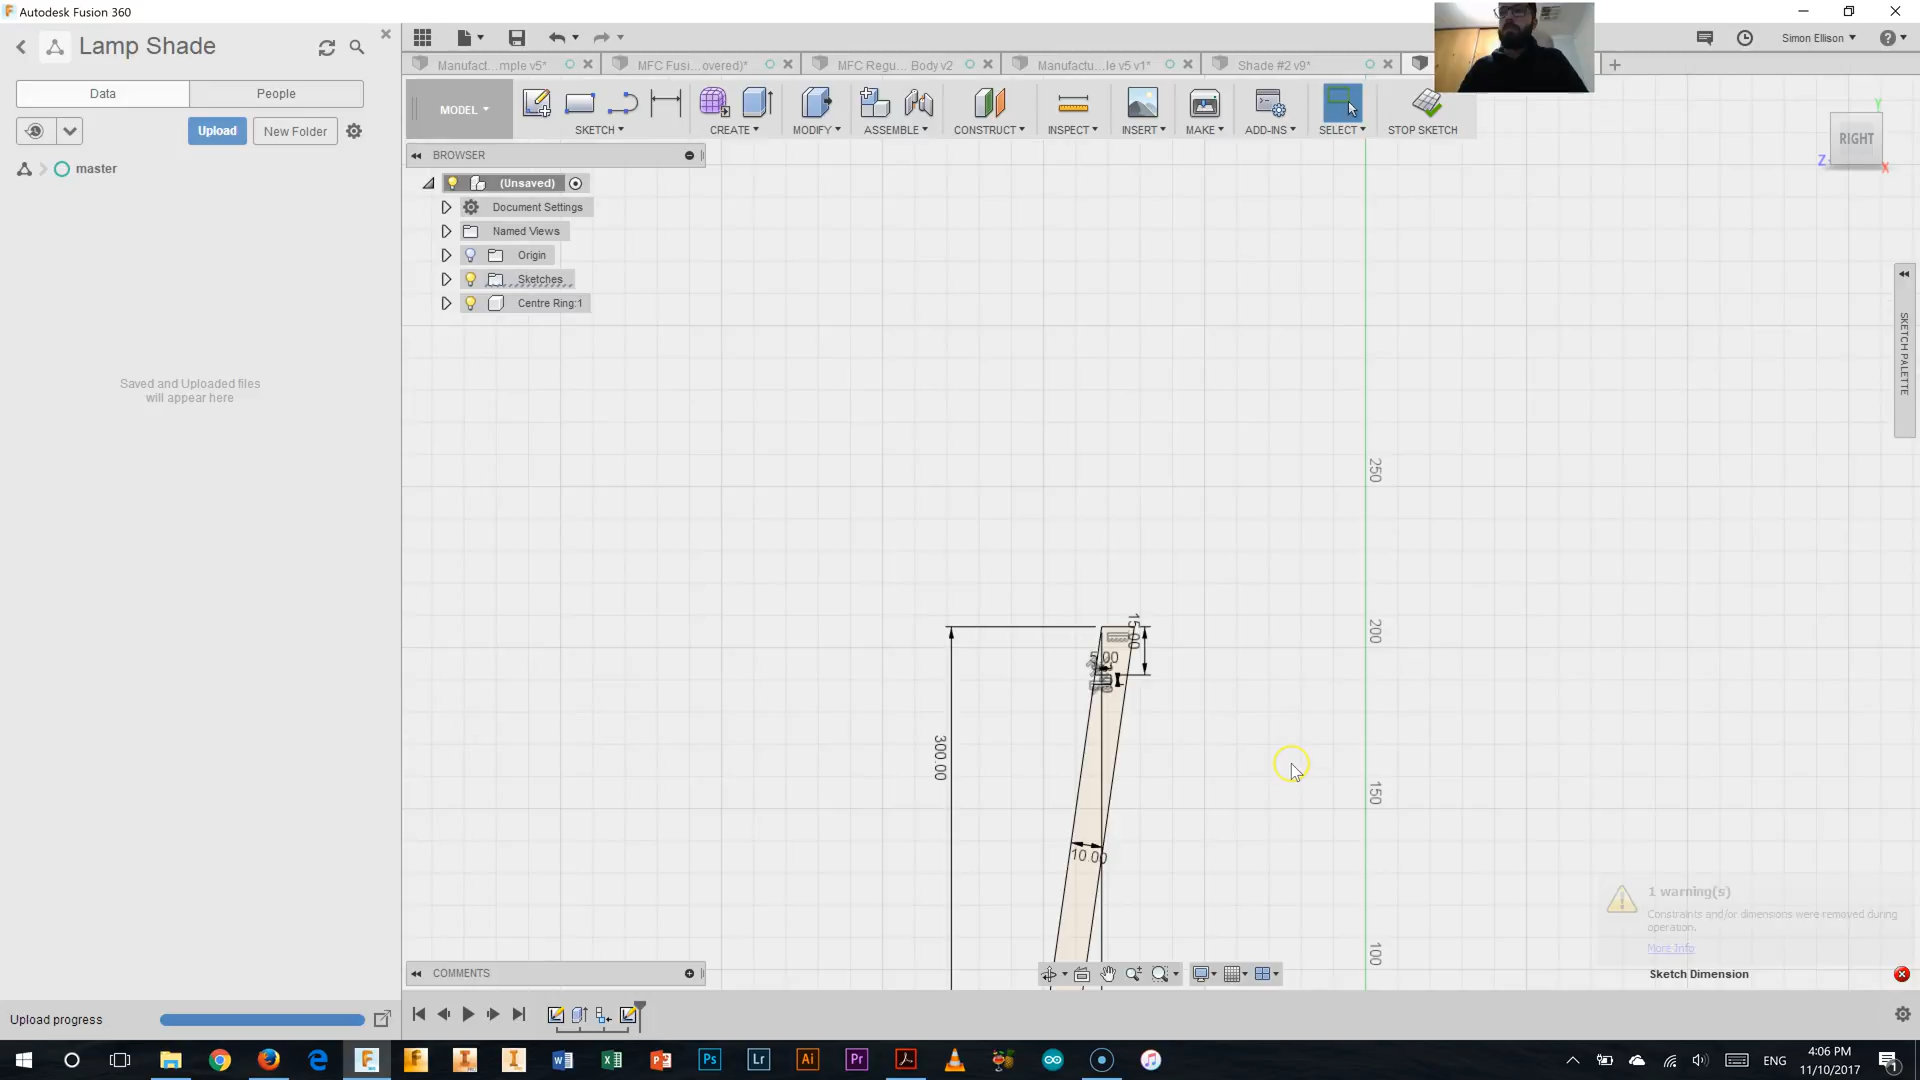 Autodesk Fusion 360
Lamp Shade
Data
People
Upload
New Folder
master
Saved and Uploaded files
will appear here
Upload progress
Simon Ellison
Manufact...mple v5*
MFC Fusi...overed)*
MFC Regu... Body v2
Manufactu...le v5 v1*
Shade #2 v9*
MODEL
SKETCH
CREATE
MODIFY
ASSEMBLE
CONSTRUCT
INSPECT
INSERT
MAKE
ADD-INS
SELECT
STOP SKETCH
BROWSER
(Unsaved)
Document Settings
Named Views
Origin
Sketches
Centre Ring:1
RIGHT
Y
Z
X
SKETCH PALETTE
250
200
150
100
15.00
5.00
300.00
10.00
1 warning(s)
Constraints and/or dimensions were removed during
operation.
More Info
Sketch Dimension
COMMENTS
ENG
4:06 PM
11/10/2017